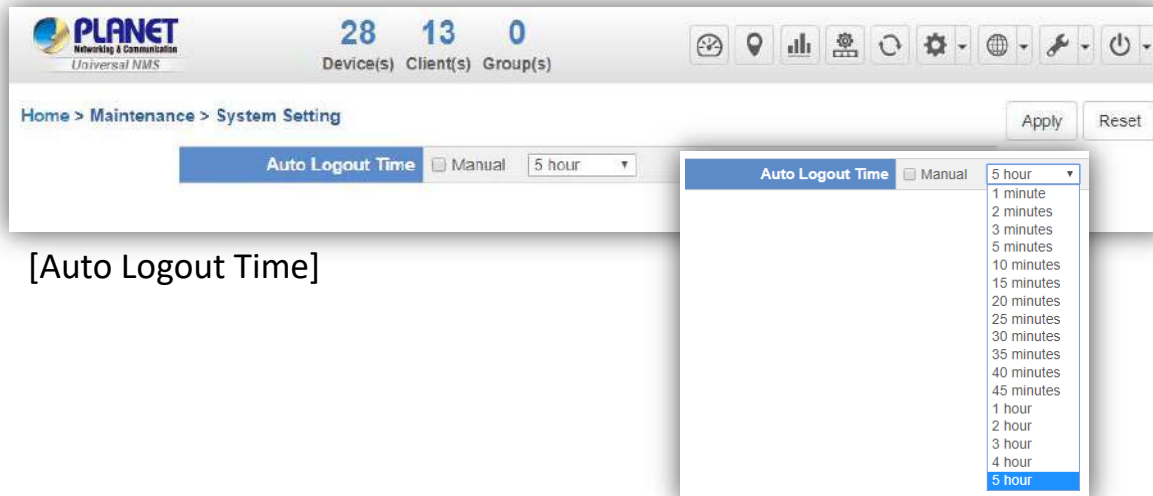 PLANET
Networking & Communication
Universal NMS
28 13 0
Device(s) Client(s) Group(s)
Home > Maintenance > System Setting
Apply Reset
Auto Logout Time Manual 5 hour
[Auto Logout Time]
Auto Logout Time Manual 5 hour
1 minute
2 minutes
3 minutes
5 minutes
10 minutes
15 minutes
20 minutes
25 minutes
30 minutes
35 minutes
40 minutes
45 minutes
1 hour
2 hour
3 hour
4 hour
5 hour